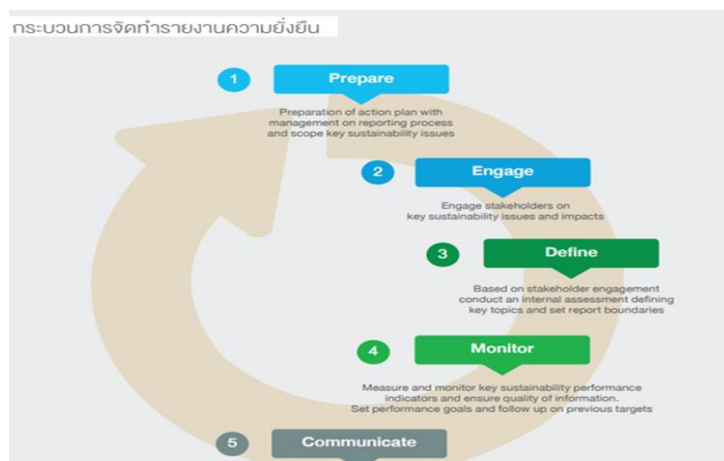 กระบวนการจัดทำรายงานความยั่งยืน
1 Prepare
Preparation of action plan with
management on reporting process
and scope key sustainability issues
2 Engage
Engage stakeholders on
key sustainability issues and impacts
3 Define
Based on stakeholder engagement
conduct an internal assessment defining
key topics and set report boundaries
4 Monitor
Measure and monitor key sustainability performance
indicators and ensure quality of information.
Set performance goals and follow up on previous targets
5 Communicate